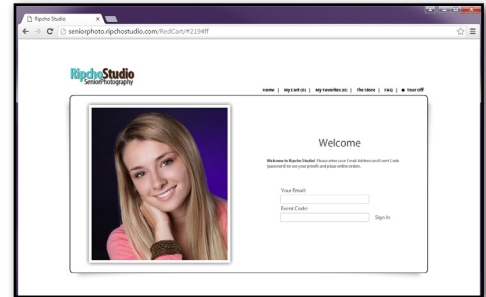 Ripcho Studio
seniorphoto.ripchostudio.com/RedCart/#2194ff
RipchoStudio
SeniorPhotography
Home | My Cart (0) | My Favorites (0) | The Store | FAQ | Tour Off
Welcome
Welcome to Ripcho Studio! Please enter your Email Address and Event Code
(password) to see your proofs and place online orders.
Your Email:
Event Code:
Sign In